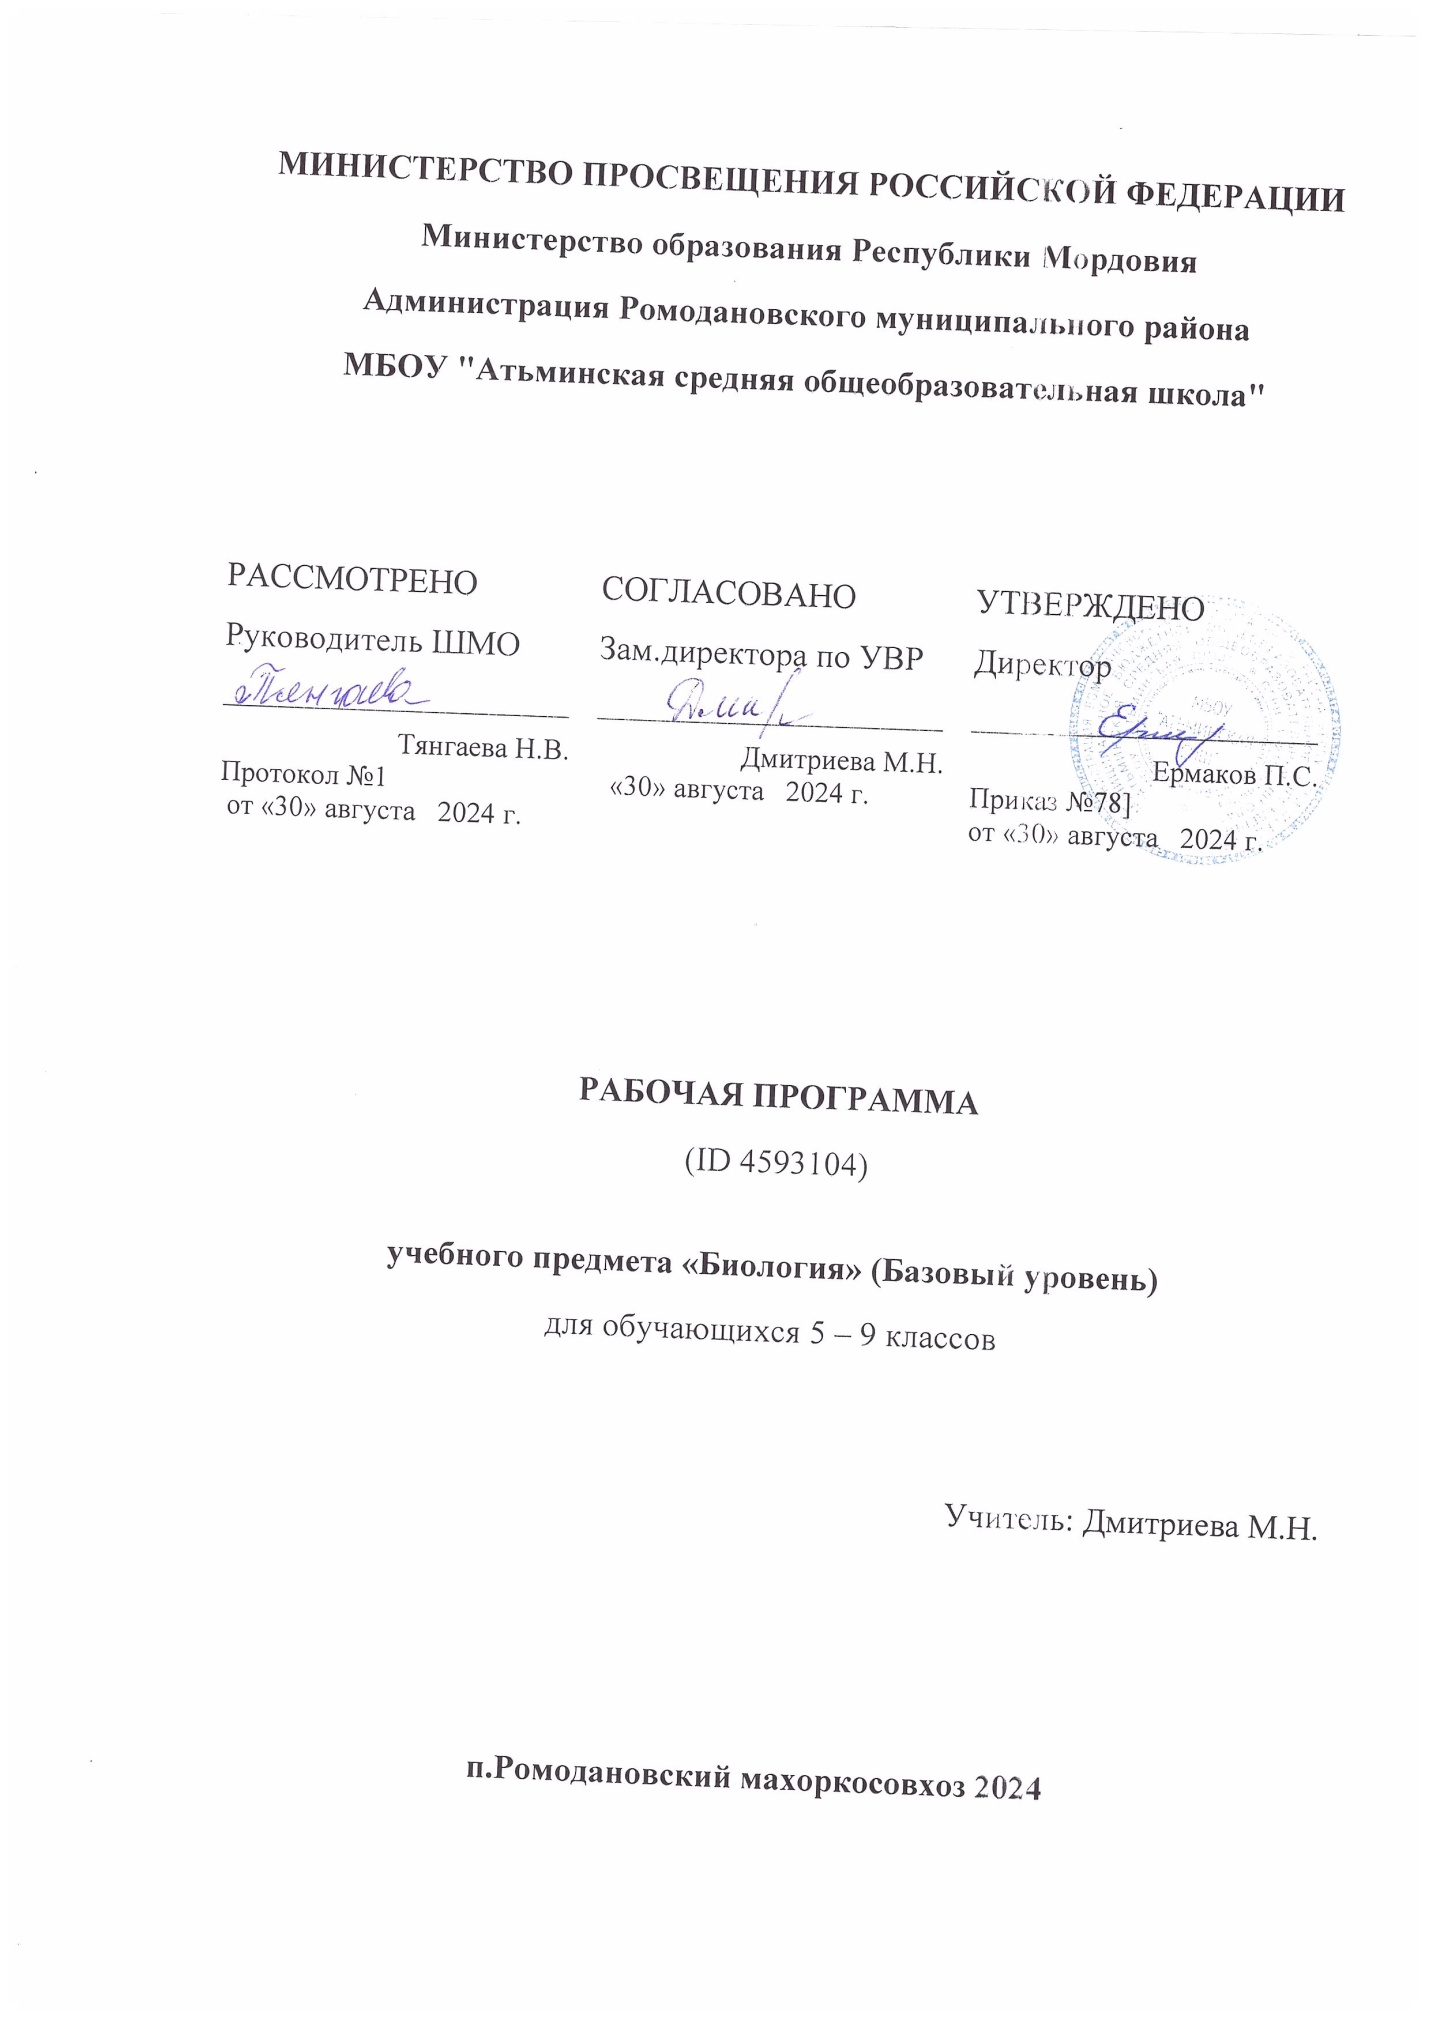 МИНИСТЕРСТВО ПРОСВЕЩЕНИЯ РОССИЙСКОЙ ФЕДЕРАЦИИ
Министерство образования Республики Мордовия
Администрация Ромодановского муниципального района
МБОУ "Атьминская средняя общеобразовательная школа"
РАССМОТРЕНО
Руководитель ШМО
Тянгаева
Тянгаева Н.В.
Протокол №1
от «30» августа 2024 г.
СОГЛАСОВАНО
Зам.директора по УВР
Дмитриева М.Н.
«30» августа 2024 г.
УТВЕРЖДЕНО
Директор
МБОУ
Ермаков П.С.
Приказ №78]
от «30» августа 2024 г.
РАБОЧАЯ ПРОГРАММА
(ID 4593104)
учебного предмета «Биология» (Базовый уровень)
для обучающихся 5 – 9 классов
Учитель: Дмитриева М.Н.
п.Ромодановский махоркосовхоз 2024